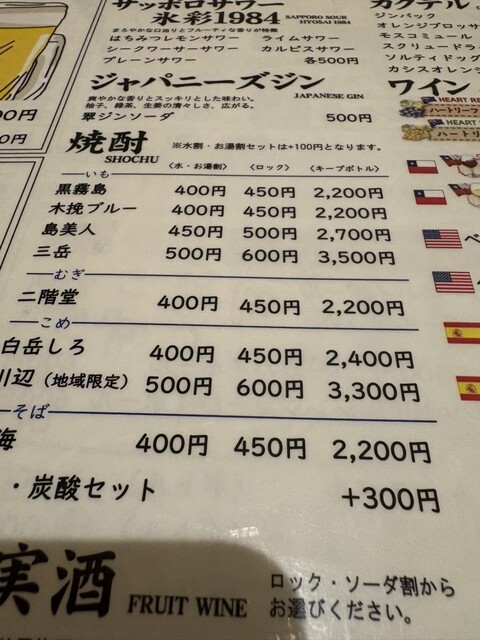 サッポロサワー
氷彩1984 SAPPORO SOUR HYOSAI 1984
まろやかな口当りとフルーティな香りが特徴
はちみつレモンサワー ライムサワー
シークワーサーサワー カルピスサワー
プレーンサワー 各500円
ジャパニーズジン
爽やかな香りとスッキリとした味わい。 JAPANESE GIN
柚子、緑茶、生姜の清々しさ、広がる。
翠ジンソーダ 500円
焼酎 ※水割・お湯割セットは+100円となります。
SHOCHU
〈水・お湯割〉 〈ロック〉 〈キープボトル〉
いも
黒霧島 400円 450円 2,200円
木挽ブルー 400円 450円 2,200円
島美人 450円 500円 2,700円
三岳 500円 600円 3,500円
むぎ
二階堂 400円 450円 2,200円
こめ
白岳しろ 400円 450円 2,400円
川辺（地域限定） 500円 600円 3,300円
そば
海 400円 450円 2,200円
・炭酸セット +300円
実酒 FRUIT WINE
ロック・ソーダ割から
お選びください。
カクテル
ジンバック
オレンジブロッサ
モスコミュール
スクリュードラ
ソルティドッグ
カシスオレン
ワイン
HEART RE
ハートリーフ
HEART R
ハートリ
円
0円